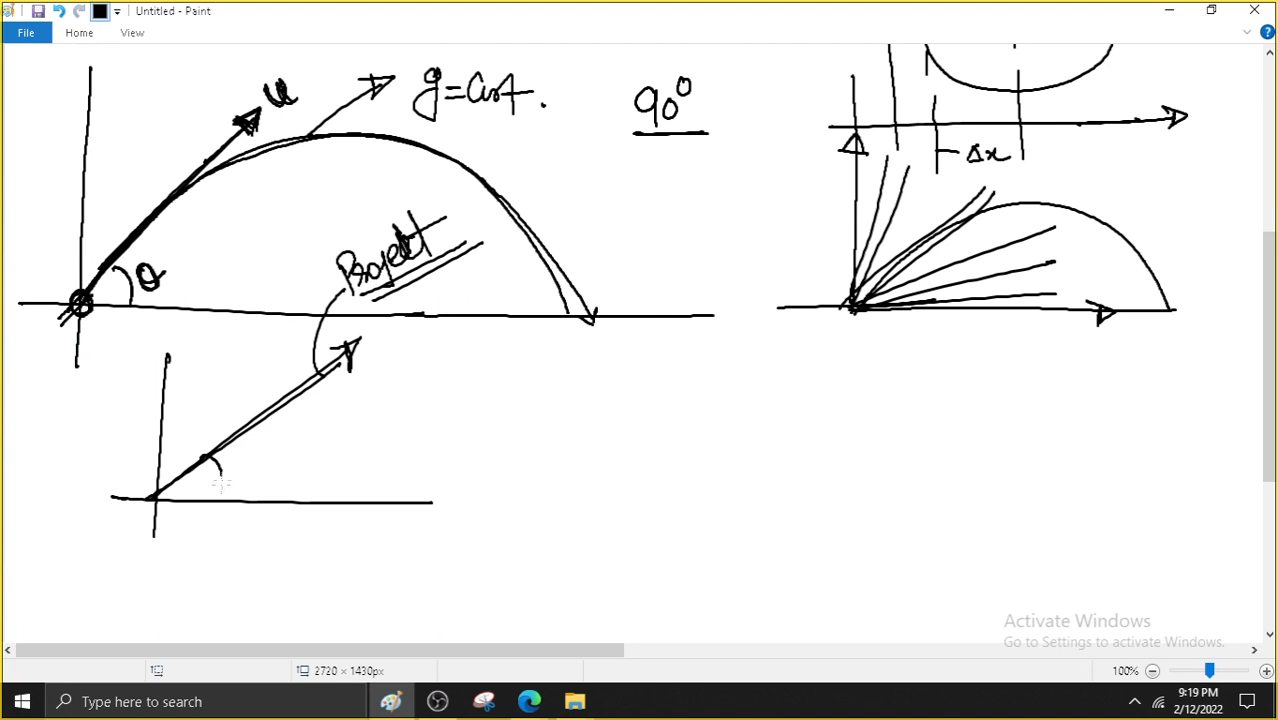 Untitled - Paint
File Home View
u
g = cost.
90°
Δx
θ
Project
Activate Windows
Go to Settings to activate Windows.
2720 × 1430px
100%
Type here to search
9:19 PM
2/12/2022